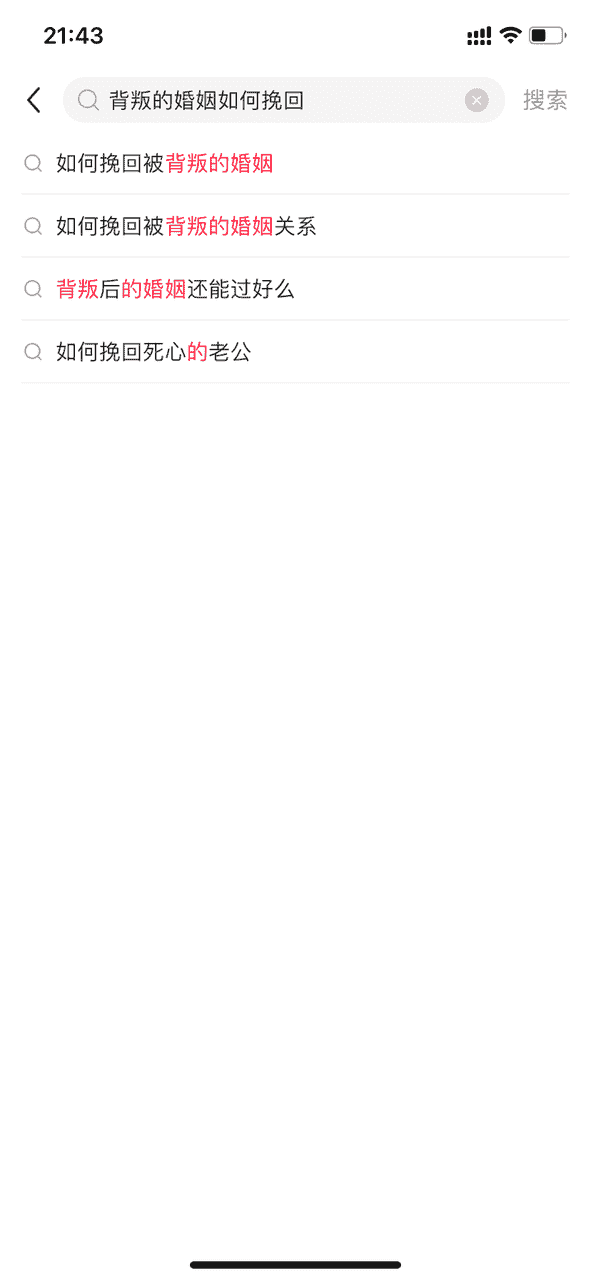 21:43
背叛的婚姻如何挽回 搜索
如何挽回被背叛的婚姻
如何挽回被背叛的婚姻关系
背叛后的婚姻还能过好么
如何挽回死心的老公